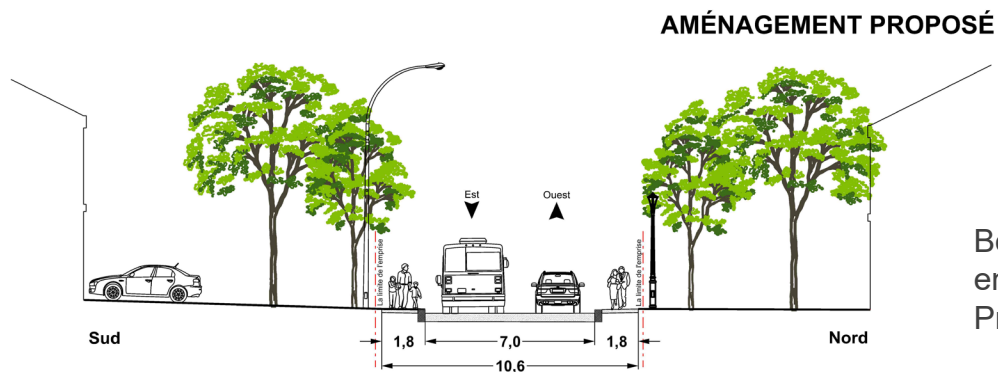 AMÉNAGEMENT PROPOSÉ
Est
Ouest
La limite de l'emprise
La limite de l'emprise
Sud
1,8
7,0
1,8
Nord
10,6